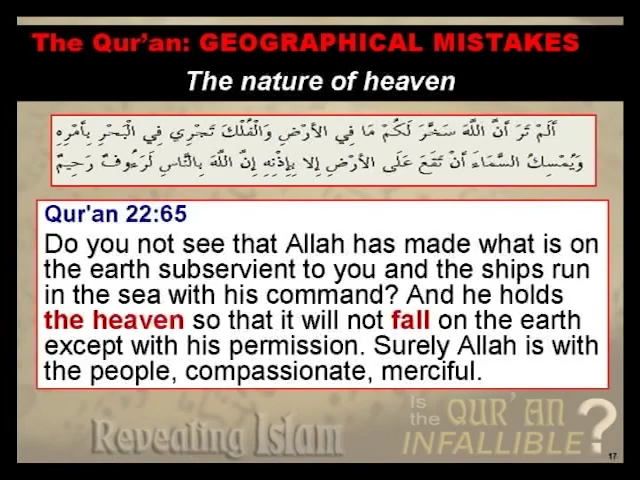 The Qur'an: GEOGRAPHICAL MISTAKES
The nature of heaven
أَلَمْ تَرَ أَنَّ اللَّهَ سَخَّرَ لَكُمْ مَا فِي الأَرْضِ وَالْفُلْكَ تَجْرِي فِي الْبَحْرِ بِأَمْرِهِ
وَيُمْسِكُ السَّمَاءَ أَنْ تَقَعَ عَلَى الأَرْضِ إِلا بِإِذْنِهِ إِنَّ اللَّهَ بِالنَّاسِ لَرَءُوفٌ رَحِيمٌ
Qur'an 22:65
Do you not see that Allah has made what is on
the earth subservient to you and the ships run
in the sea with his command? And he holds
the heaven so that it will not fall on the earth
except with his permission. Surely Allah is with
the people, compassionate, merciful.
Revealing Islam
Is
the QUR'AN
INFALLIBLE?
17